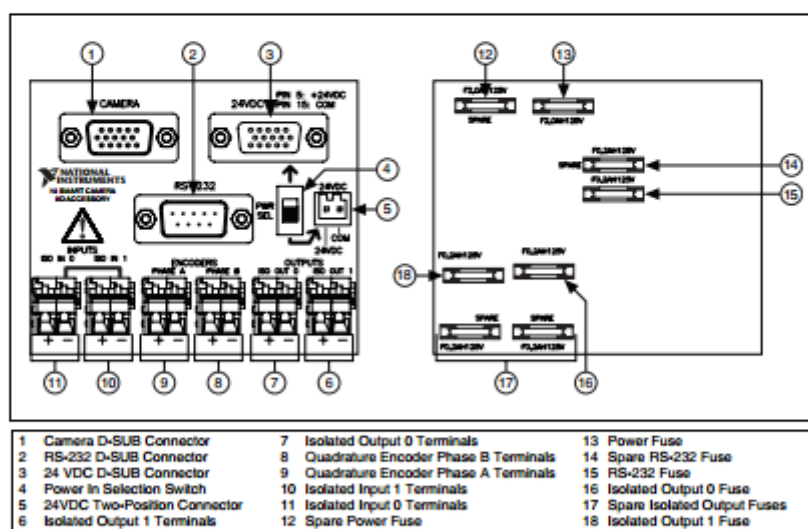 1 2 3 12 13
CAMERA
24VDC
PIN 5: +24VDC
PIN 15: COM
NATIONAL
INSTRUMENTS
NI SMART CAMERA
I/O ACCESSORY
RS-232
PWR
SEL
24VDC
COM
24VDC
4
5
INPUTS
ISO IN 0 ISO IN 1
ENCODERS
PHASE A PHASE B
OUTPUTS
ISO OUT 0 ISO OUT 1
+ - + - + - + - + - + -
11 10 9 8 7 6
SPARE
SPARE
14
15
18
SPARE SPARE
17 16
1 Camera D-SUB Connector
2 RS-232 D-SUB Connector
3 24 VDC D-SUB Connector
4 Power In Selection Switch
5 24VDC Two-Position Connector
6 Isolated Output 1 Terminals
7 Isolated Output 0 Terminals
8 Quadrature Encoder Phase B Terminals
9 Quadrature Encoder Phase A Terminals
10 Isolated Input 1 Terminals
11 Isolated Input 0 Terminals
12 Spare Power Fuse
13 Power Fuse
14 Spare RS-232 Fuse
15 RS-232 Fuse
16 Isolated Output 0 Fuse
17 Spare Isolated Output Fuses
18 Isolated Output 1 Fuse